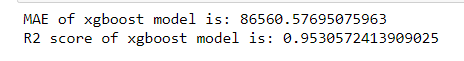 MAE of xgboost model is: 86560.57695075963
R2 score of xgboost model is: 0.9530572413909025